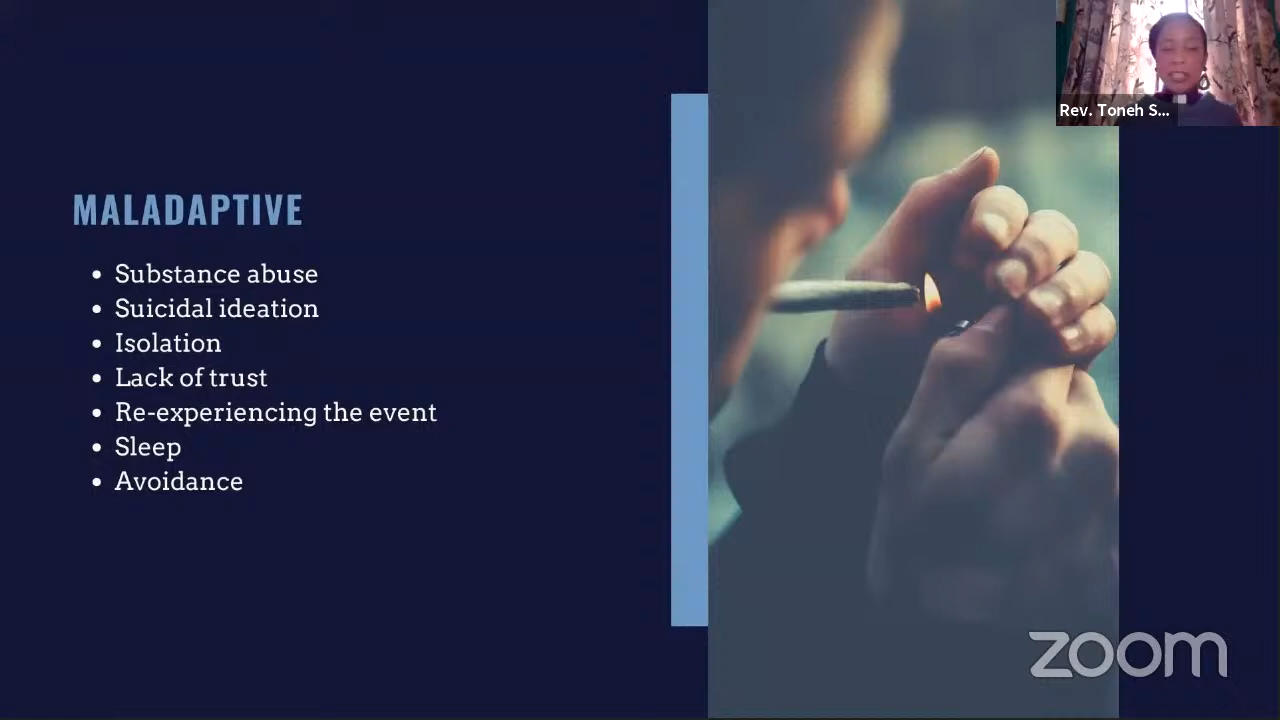 Rev. Toneh S...
MALADAPTIVE
• Substance abuse
• Suicidal ideation
• Isolation
• Lack of trust
• Re-experiencing the event
• Sleep
• Avoidance
zoom